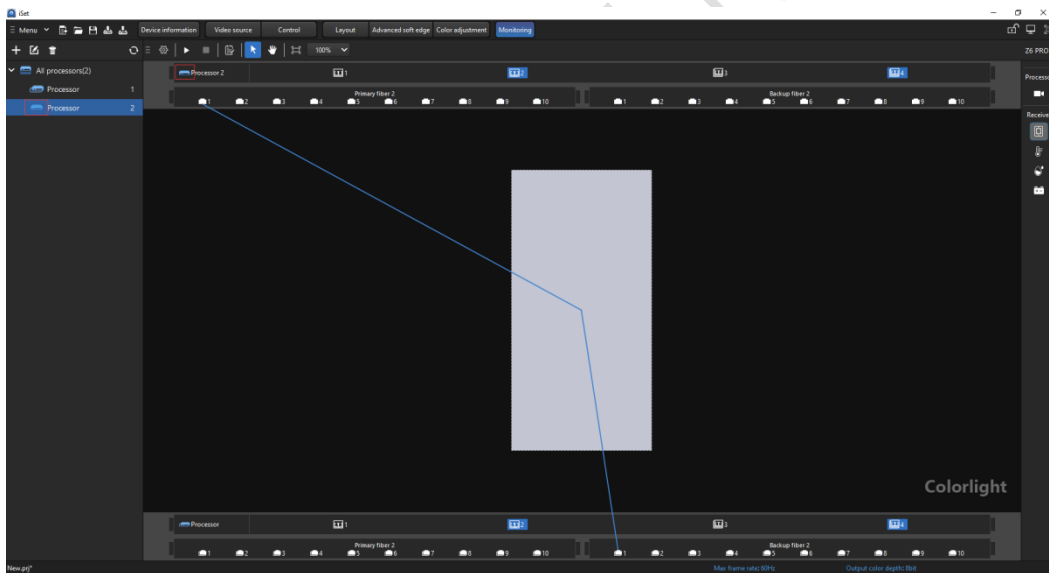 iSet
Menu
Device information Video source Control Layout Advanced soft edge Color adjustment Monitoring
100%
Z6 PRO
All processors(2)
Processor 1
Processor 2
Processor 2 1 2 3 4
Primary fiber 2 Backup fiber 2
1 2 3 4 5 6 7 8 9 10 1 2 3 4 5 6 7 8 9 10
Processe
Receive
Colorlight
Processor 1 2 3 4
Primary fiber 2 Backup fiber 2
1 2 3 4 5 6 7 8 9 10 1 2 3 4 5 6 7 8 9 10
New.prj* Max frame rate: 60Hz Output color depth: 8bit